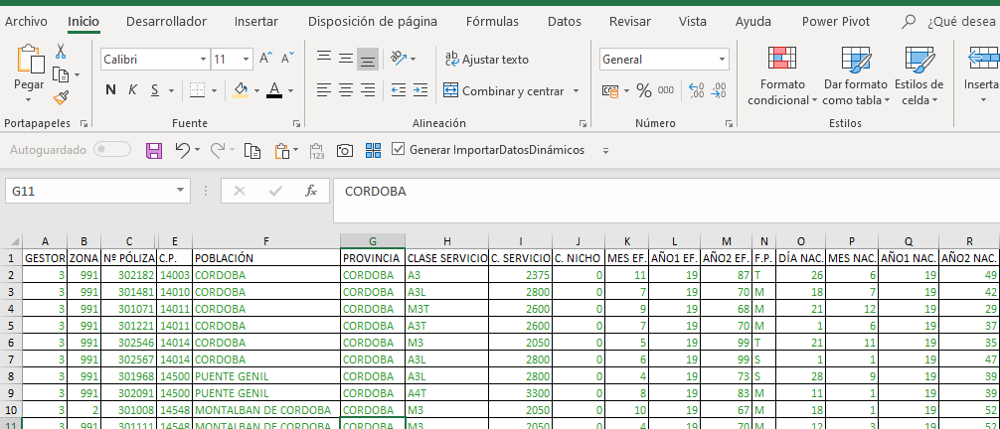 Archivo Inicio Desarrollador Insertar Disposición de página Fórmulas Datos Revisar Vista Ayuda Power Pivot ¿Qué desea
Pegar
Calibri 11 A A
N K S A
Ajustar texto
Combinar y centrar
General
% 000
Formato condicional
Dar formato como tabla
Estilos de celda
Inserta
Portapapeles Fuente Alineación Número Estilos
Autoguardado Generar ImportarDatosDinámicos
G11 fx CORDOBA
A B C E F G H I J K L M N O P Q R
1 GESTOR ZONA Nº PÓLIZA C.P. POBLACIÓN PROVINCIA CLASE SERVICIO C. SERVICIO C. NICHO MES EF. AÑO1 EF. AÑO2 EF. F.P. DÍA NAC. MES NAC. AÑO1 NAC. AÑO2 NAC.
2 3 991 302182 14003 CORDOBA CORDOBA A3 2375 0 11 19 87 T 26 6 19 49
3 3 991 301481 14010 CORDOBA CORDOBA A3L 2800 0 7 19 70 M 18 7 19 42
4 3 991 301071 14011 CORDOBA CORDOBA M3T 2600 0 9 19 68 M 21 12 19 29
5 3 991 301221 14011 CORDOBA CORDOBA A3T 2600 0 7 19 70 M 1 6 19 37
6 3 991 302546 14014 CORDOBA CORDOBA M3 2050 0 5 19 99 T 21 11 19 35
7 3 991 302567 14014 CORDOBA CORDOBA A3L 2800 0 6 19 99 S 1 1 19 47
8 3 991 301968 14500 PUENTE GENIL CORDOBA A3L 2800 0 4 19 73 S 28 9 19 39
9 3 991 302091 14500 PUENTE GENIL CORDOBA A4T 3300 0 8 19 83 M 11 1 19 39
10 3 2 301008 14548 MONTALBAN DE CORDOBA CORDOBA M3 2050 0 10 19 67 M 18 1 19 52
11 3 991 301111 14548 MONTALBAN DE CORDOBA CORDOBA M3 2050 0 4 19 70 M 12 3 19 52